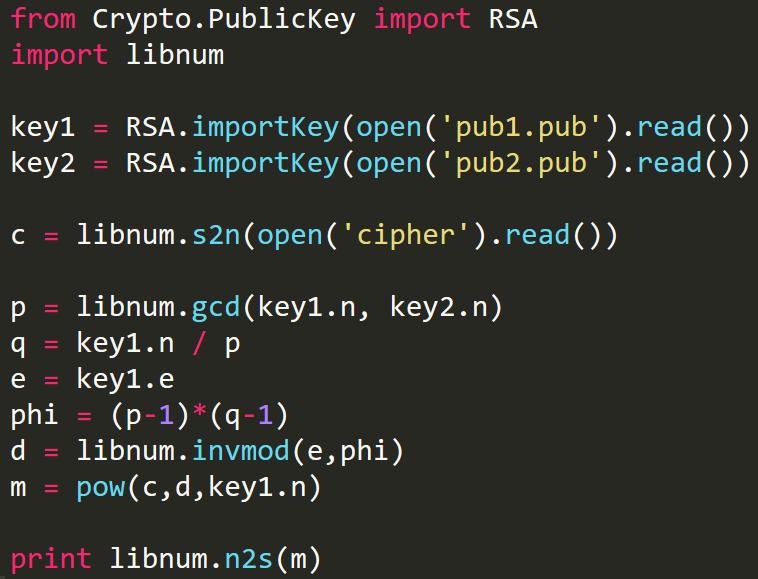 from Crypto.PublicKey import RSA
import libnum
key1 = RSA.importKey(open('pub1.pub').read())
key2 = RSA.importKey(open('pub2.pub').read())
c = libnum.s2n(open('cipher').read())
p = libnum.gcd(key1.n, key2.n)
q = key1.n / p
e = key1.e
phi = (p-1)*(q-1)
d = libnum.invmod(e,phi)
m = pow(c,d,key1.n)
print libnum.n2s(m)